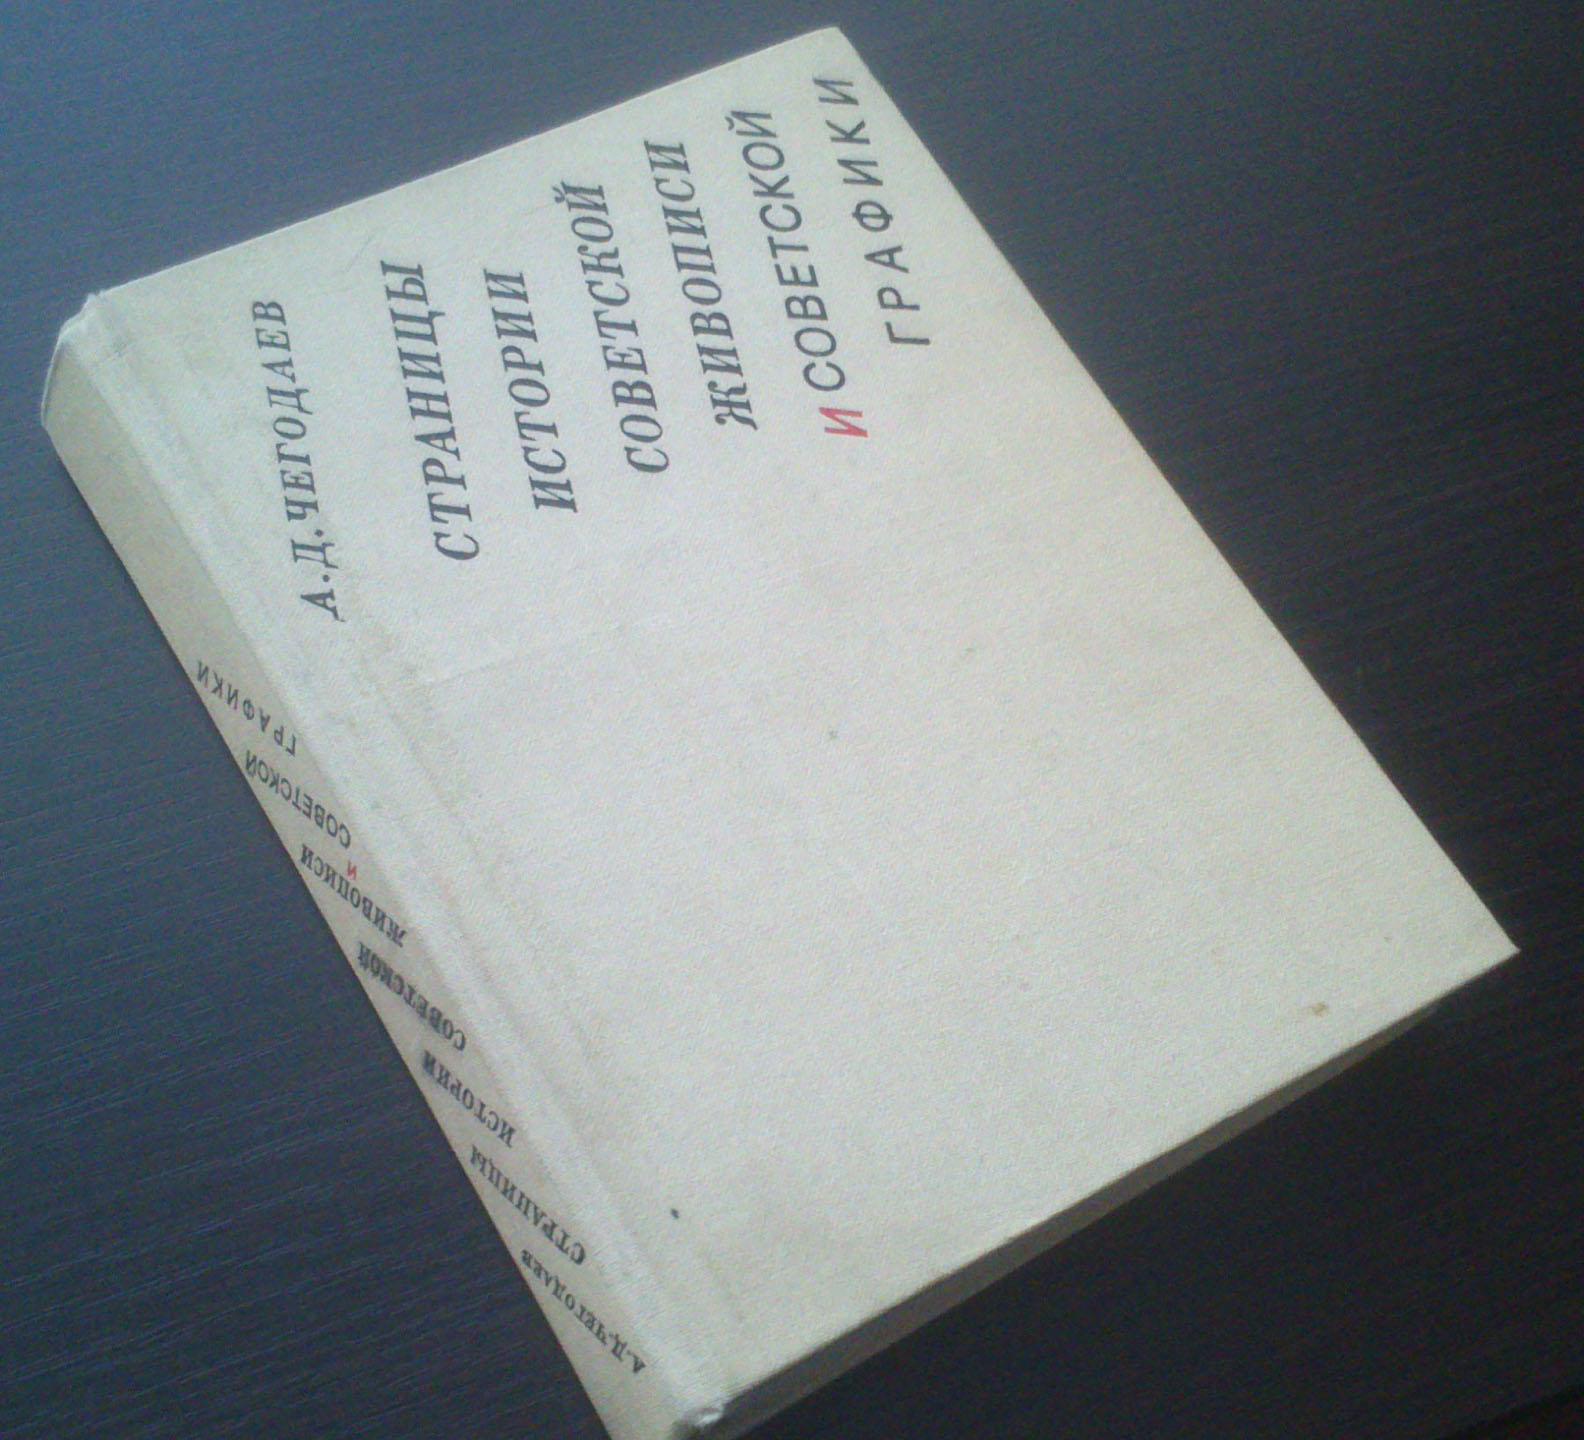 А.Д.ЧЕГОДАЕВ
СТРАНИЦЫ
ИСТОРИИ
СОВЕТСКОЙ
ЖИВОПИСИ
И СОВЕТСКОЙ
ГРАФИКИ
А.Д.ЧЕГОДАЕВ
СТРАНИЦЫ
ИСТОРИИ
СОВЕТСКОЙ
ЖИВОПИСИ
И
СОВЕТСКОЙ
ГРАФИКИ